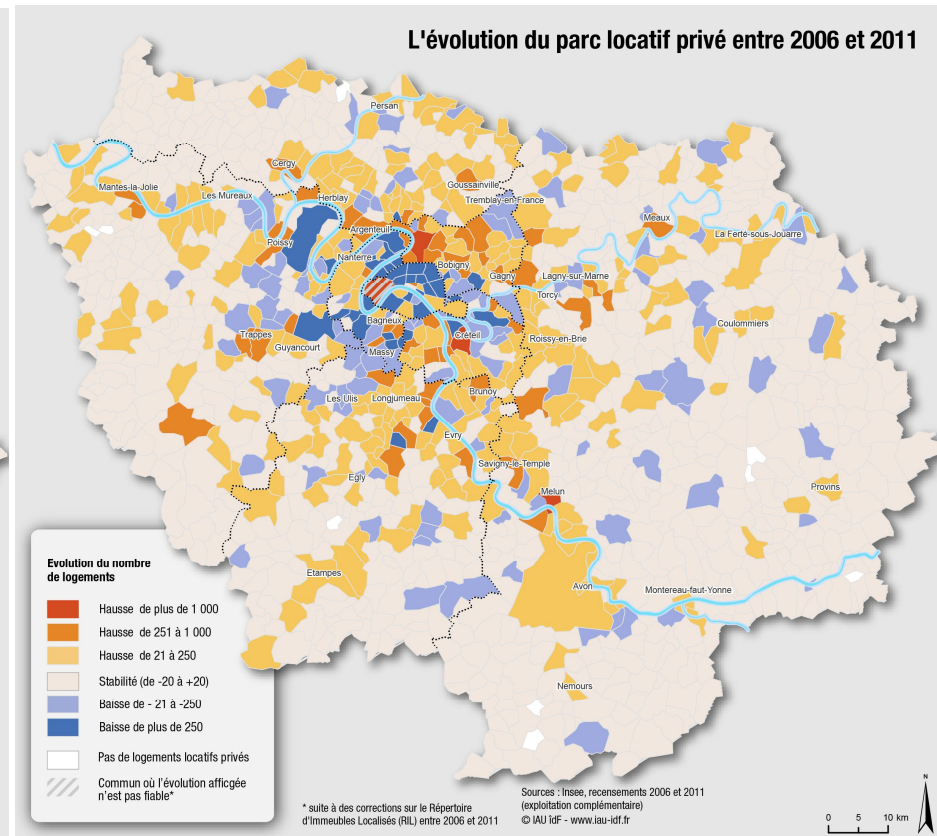 L'évolution du parc locatif privé entre 2006 et 2011
Persan
Cergy
Mantes-la-Jolie
Les Mureaux
Herblay
Goussainville
Tremblay-en-France
Meaux
La Ferté-sous-Jouarre
Argenteuil
Poissy
Nanterre
Bobigny
Gagny
Lagny-sur-Marne
Torcy
Bagneux
Créteil
Coulommiers
Trappes
Guyancourt
Massy
Roissy-en-Brie
Les Ulis
Longjumeau
Brunoy
Evry
Savigny-le-Temple
Egly
Melun
Provins
Etampes
Avon
Montereau-faut-Yonne
Nemours
Evolution du nombre
de logements
Hausse de plus de 1 000
Hausse de 251 à 1 000
Hausse de 21 à 250
Stabilité (de -20 à +20)
Baisse de - 21 à -250
Baisse de plus de 250
Pas de logements locatifs privés
Commun où l'évolution afficgée
n'est pas fiable*
* suite à des corrections sur le Répertoire
d'Immeubles Localisés (RIL) entre 2006 et 2011
Sources : Insee, recensements 2006 et 2011
(exploitation complémentaire)
© IAU îdF - www.iau-idf.fr
N
0 5 10 km